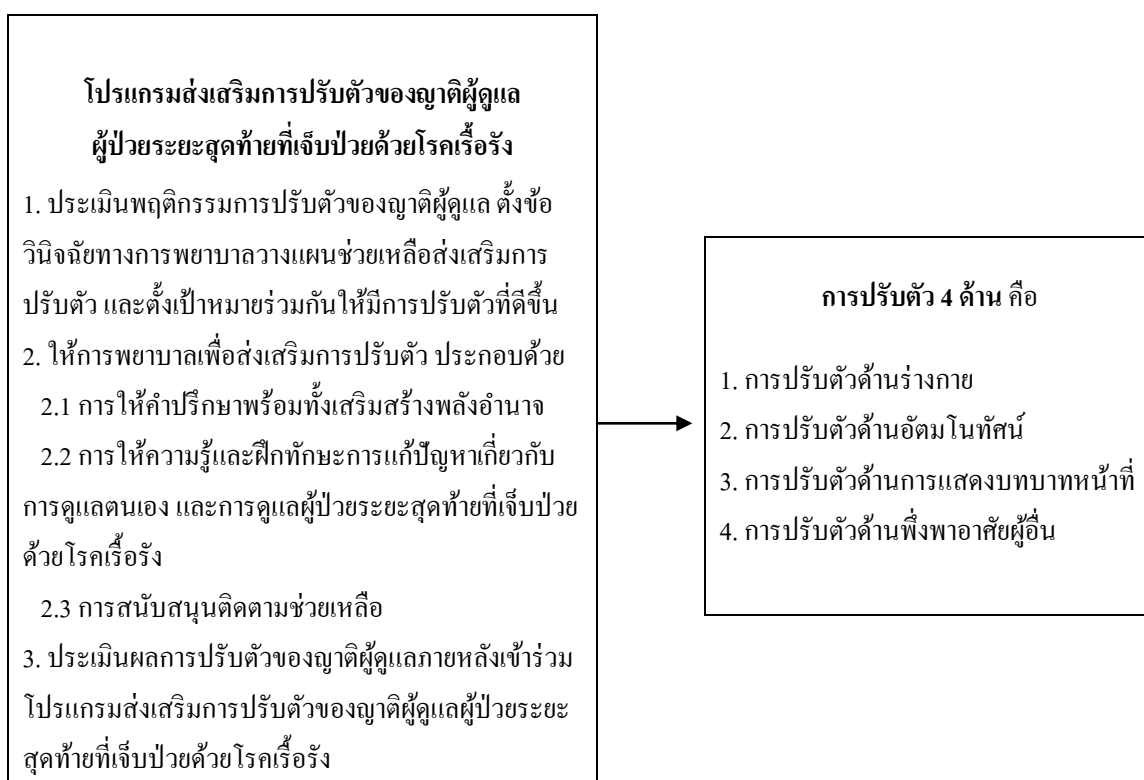 โปรแกรมส่งเสริมการปรับตัวของญาติผู้ดูแล
ผู้ป่วยระยะสุดท้ายที่เจ็บป่วยด้วยโรคเรื้อรัง
1. ประเมินพฤติกรรมการปรับตัวของญาติผู้ดูแล ตั้งข้อ
วินิจฉัยทางการพยาบาลวางแผนช่วยเหลือส่งเสริมการ
ปรับตัว และตั้งเป้าหมายร่วมกันให้มีการปรับตัวที่ดีขึ้น
2. ให้การพยาบาลเพื่อส่งเสริมการปรับตัว ประกอบด้วย
2.1 การให้คำปรึกษาพร้อมทั้งเสริมสร้างพลังอำนาจ
2.2 การให้ความรู้และฝึกทักษะการแก้ปัญหาเกี่ยวกับ
การดูแลตนเอง และการดูแลผู้ป่วยระยะสุดท้ายที่เจ็บป่วย
ด้วยโรคเรื้อรัง
2.3 การสนับสนุนติดตามช่วยเหลือ
3. ประเมินผลการปรับตัวของญาติผู้ดูแลภายหลังเข้าร่วม
โปรแกรมส่งเสริมการปรับตัวของญาติผู้ดูแลผู้ป่วยระยะ
สุดท้ายที่เจ็บป่วยด้วยโรคเรื้อรัง
การปรับตัว 4 ด้าน คือ
1. การปรับตัวด้านร่างกาย
2. การปรับตัวด้านอัตมโนทัศน์
3. การปรับตัวด้านการแสดงบทบาทหน้าที่
4. การปรับตัวด้านพึ่งพาอาศัยผู้อื่น